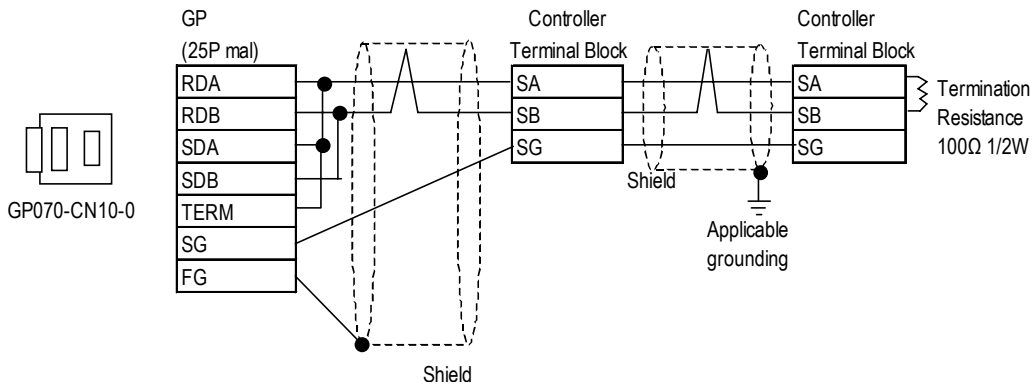 GP
(25P mal)
RDA
RDB
SDA
SDB
TERM
SG
FG
GP070-CN10-0
Shield
Controller
Terminal Block
SA
SB
SG
Shield
Applicable
grounding
Controller
Terminal Block
SA
SB
SG
Termination
Resistance
100Ω 1/2W